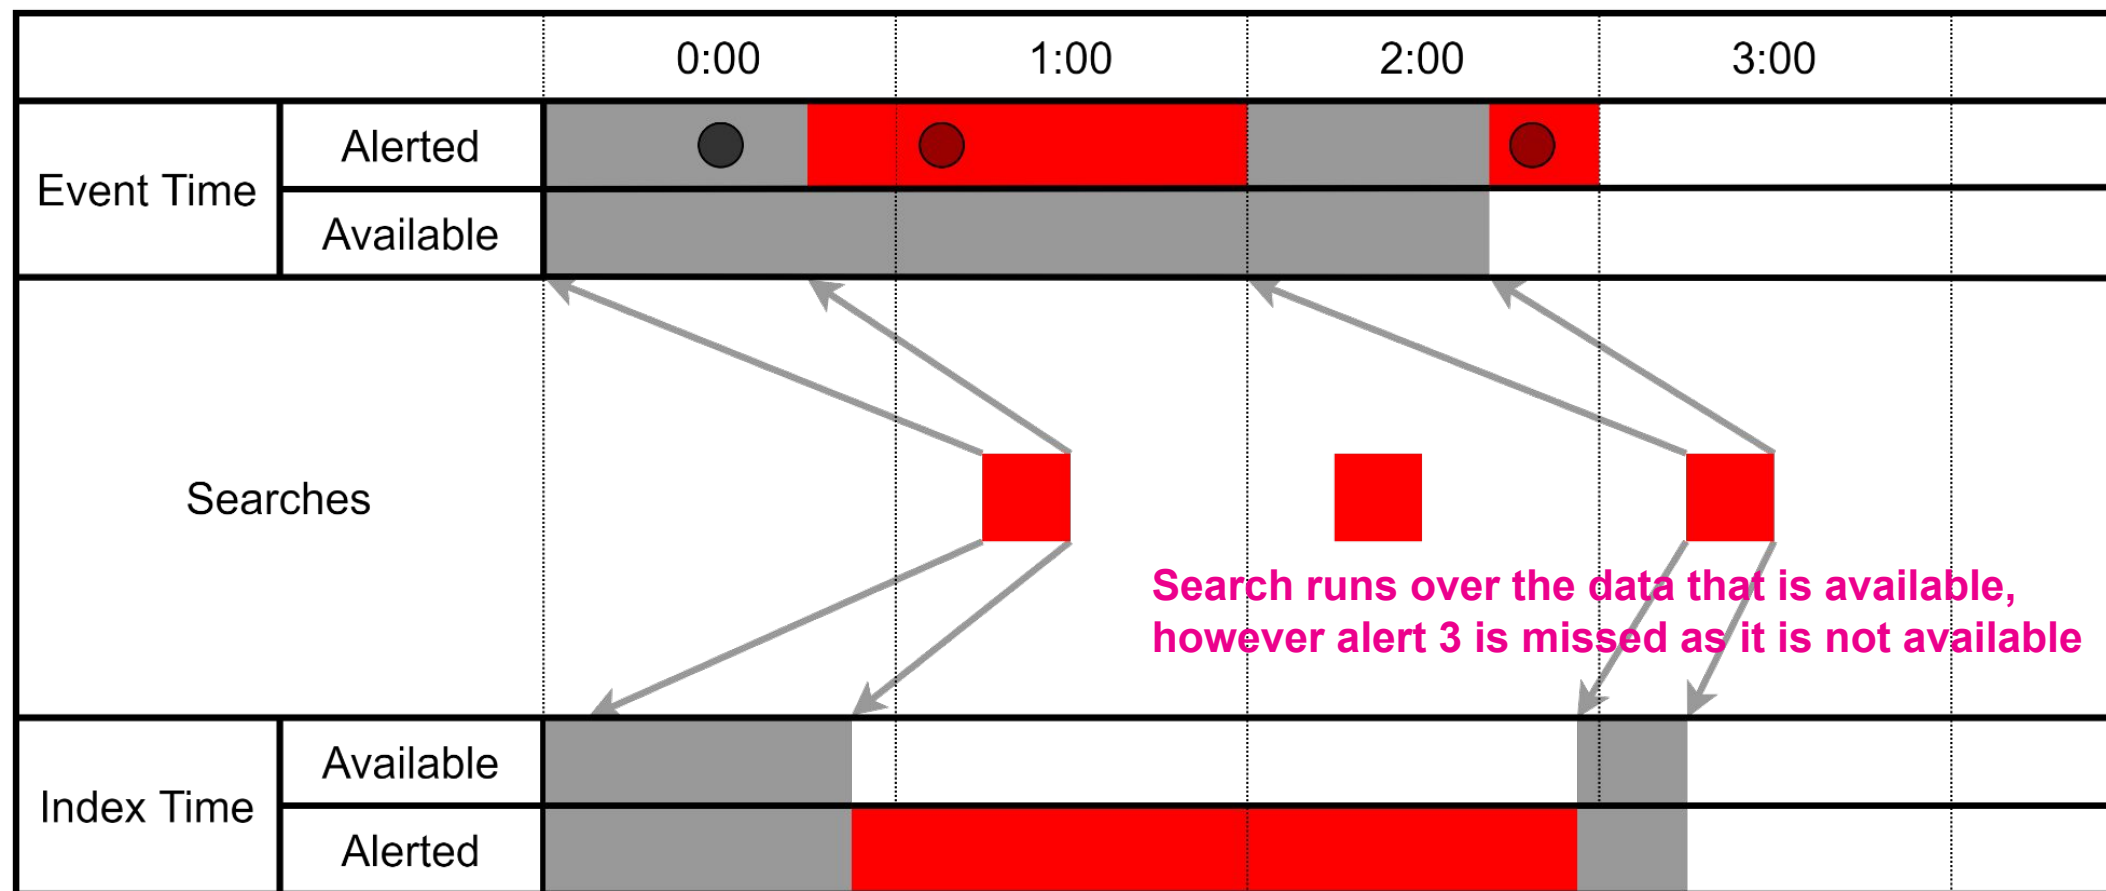 0:00 1:00 2:00 3:00
Event Time
Alerted
Available
Searches
Search runs over the data that is available,
however alert 3 is missed as it is not available
Index Time
Available
Alerted